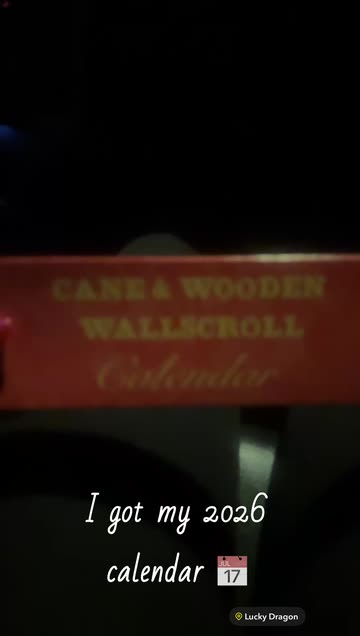 CANE & WOODEN
WALLSCROLL
Calendar
I got my 2026
calendar 📅
Lucky Dragon